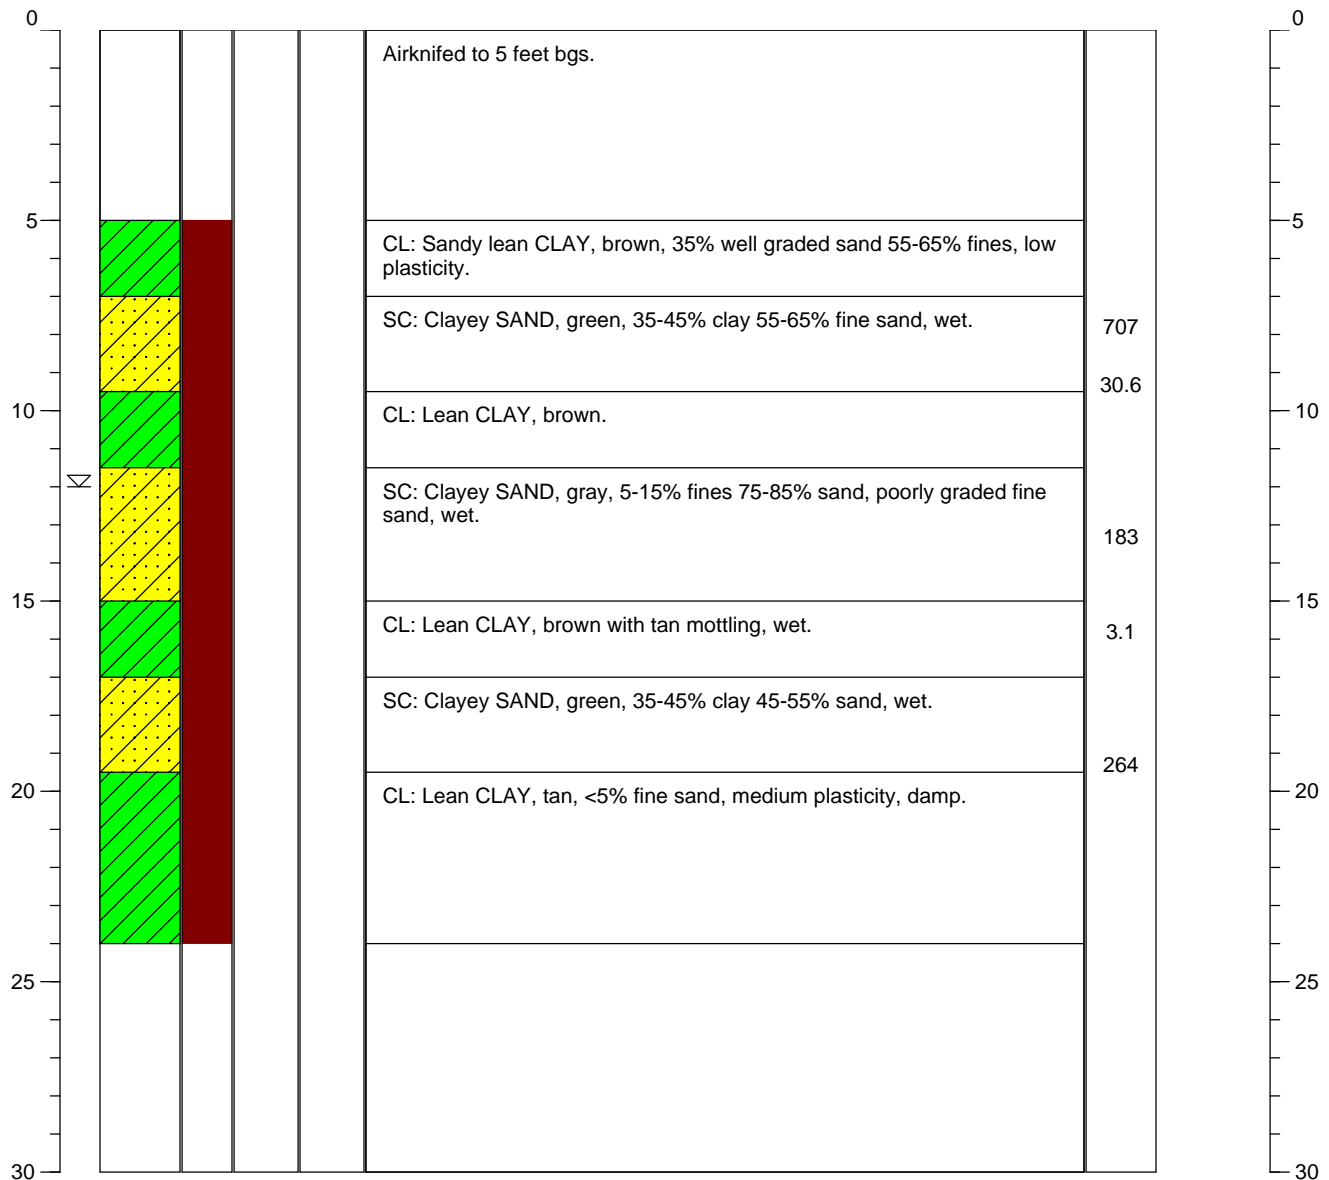 0
0
Airknifed to 5 feet bgs.
5
5
CL: Sandy lean CLAY, brown, 35% well graded sand 55-65% fines, low
plasticity.
SC: Clayey SAND, green, 35-45% clay 55-65% fine sand, wet.
707
30.6
10
10
CL: Lean CLAY, brown.
SC: Clayey SAND, gray, 5-15% fines 75-85% sand, poorly graded fine
sand, wet.
183
15
15
CL: Lean CLAY, brown with tan mottling, wet.
3.1
SC: Clayey SAND, green, 35-45% clay 45-55% sand, wet.
264
20
20
CL: Lean CLAY, tan, <5% fine sand, medium plasticity, damp.
25
25
30
30